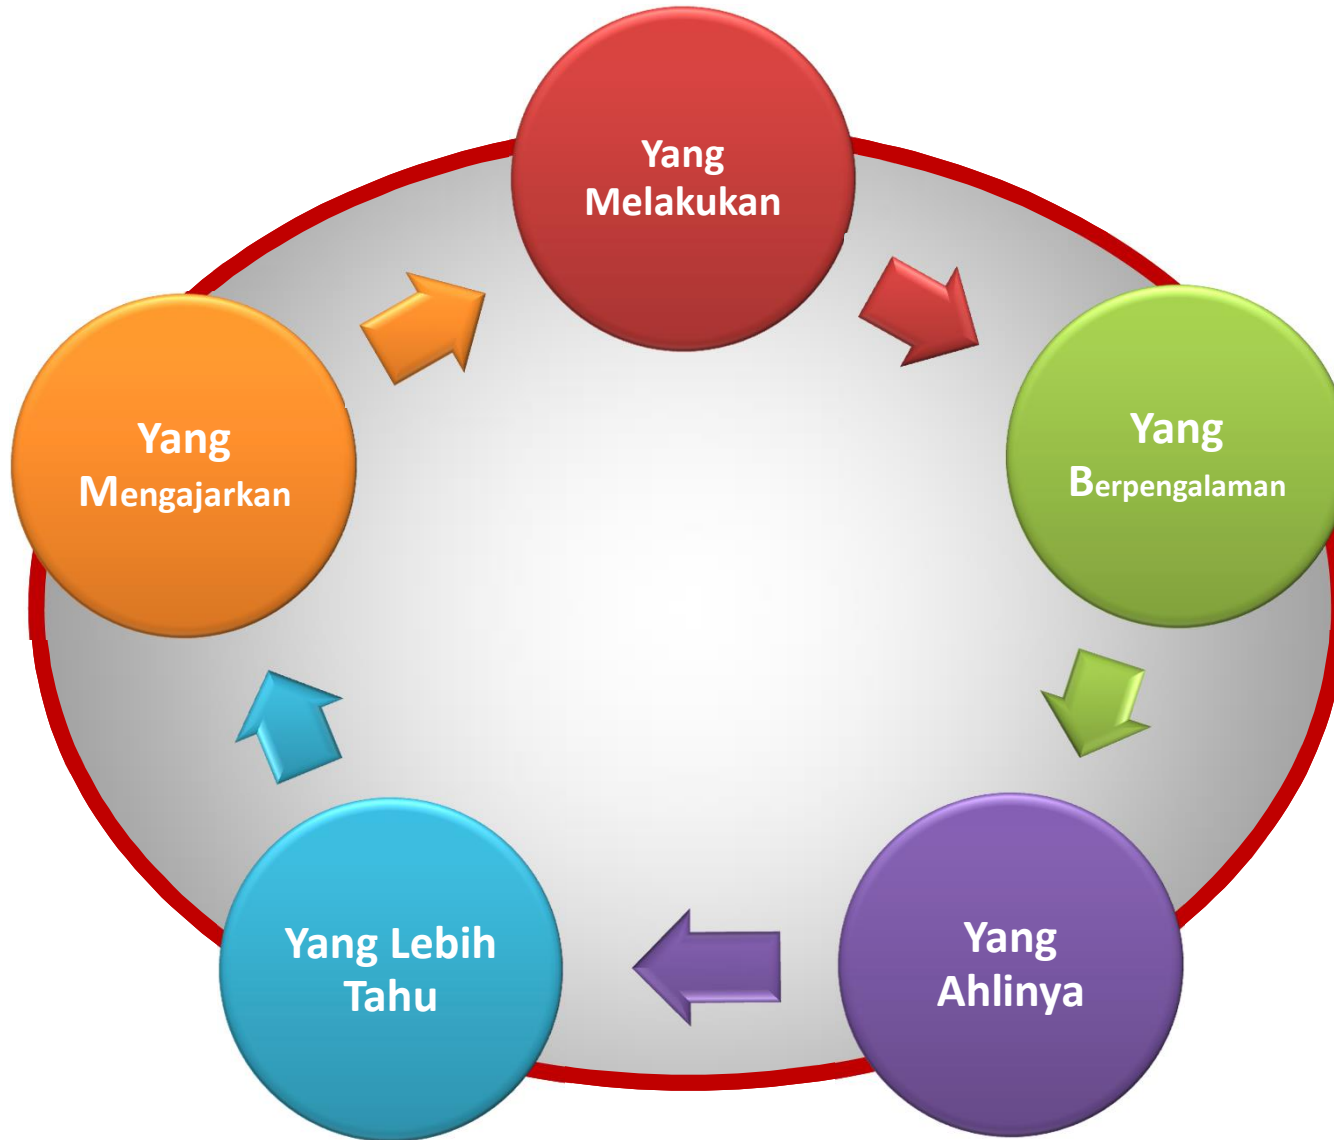 Yang
Melakukan
Yang
Berpengalaman
Yang
Ahlinya
Yang Lebih
Tahu
Yang
Mengajarkan